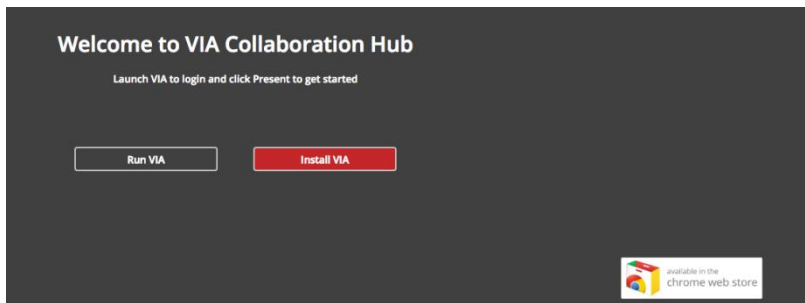 Welcome to VIA Collaboration Hub
Launch VIA to login and click Present to get started
Run VIA
Install VIA
available in the
chrome web store